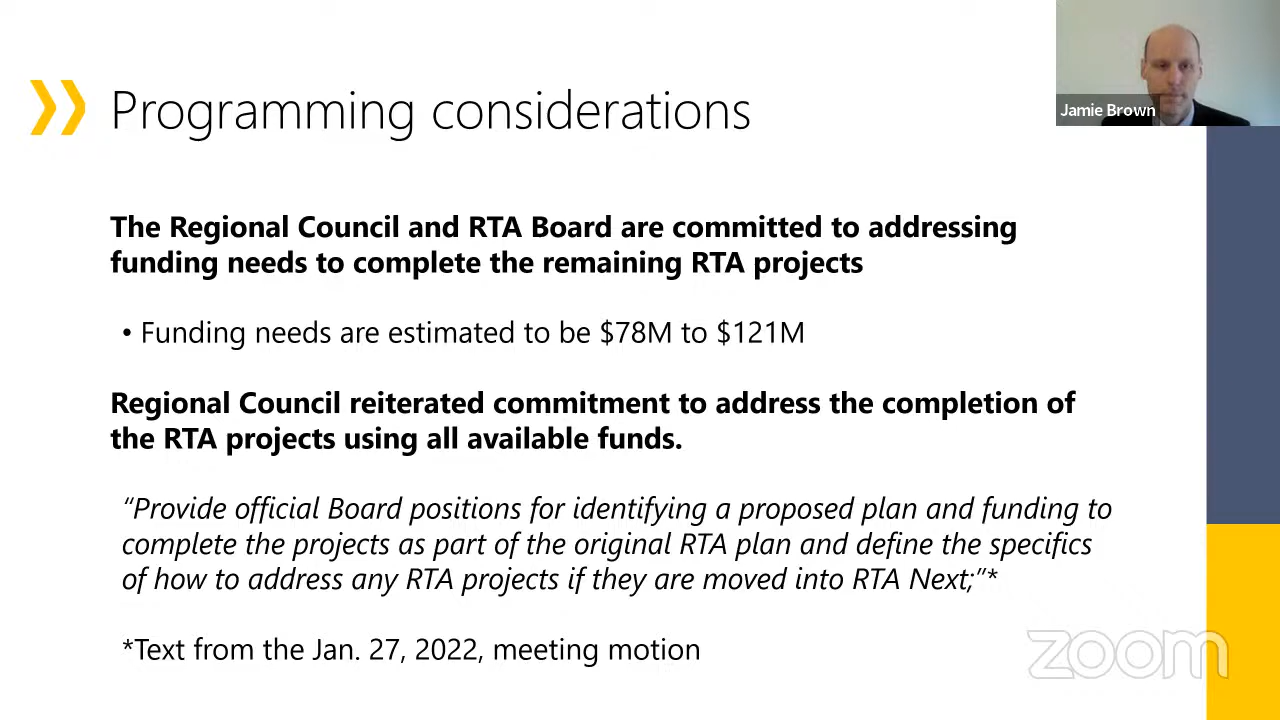 Jamie Brown
Programming considerations
The Regional Council and RTA Board are committed to addressing
funding needs to complete the remaining RTA projects
• Funding needs are estimated to be $78M to $121M
Regional Council reiterated commitment to address the completion of
the RTA projects using all available funds.
“Provide official Board positions for identifying a proposed plan and funding to
complete the projects as part of the original RTA plan and define the specifics
of how to address any RTA projects if they are moved into RTA Next;”*
*Text from the Jan. 27, 2022, meeting motion
zoom